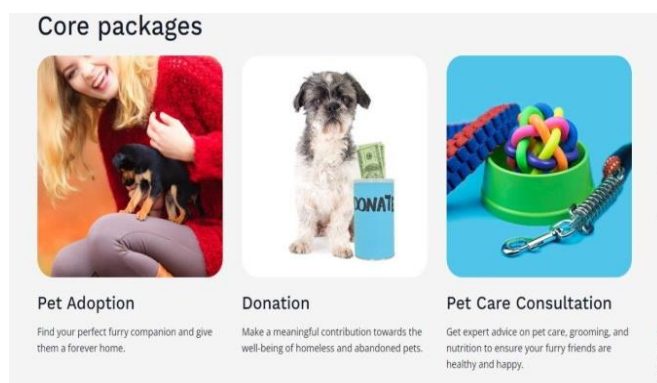 Core packages
DONATE
Pet Adoption
Find your perfect furry companion and give
them a forever home.
Donation
Make a meaningful contribution towards the
well-being of homeless and abandoned pets.
Pet Care Consultation
Get expert advice on pet care, grooming, and
nutrition to ensure your furry friends are
healthy and happy.